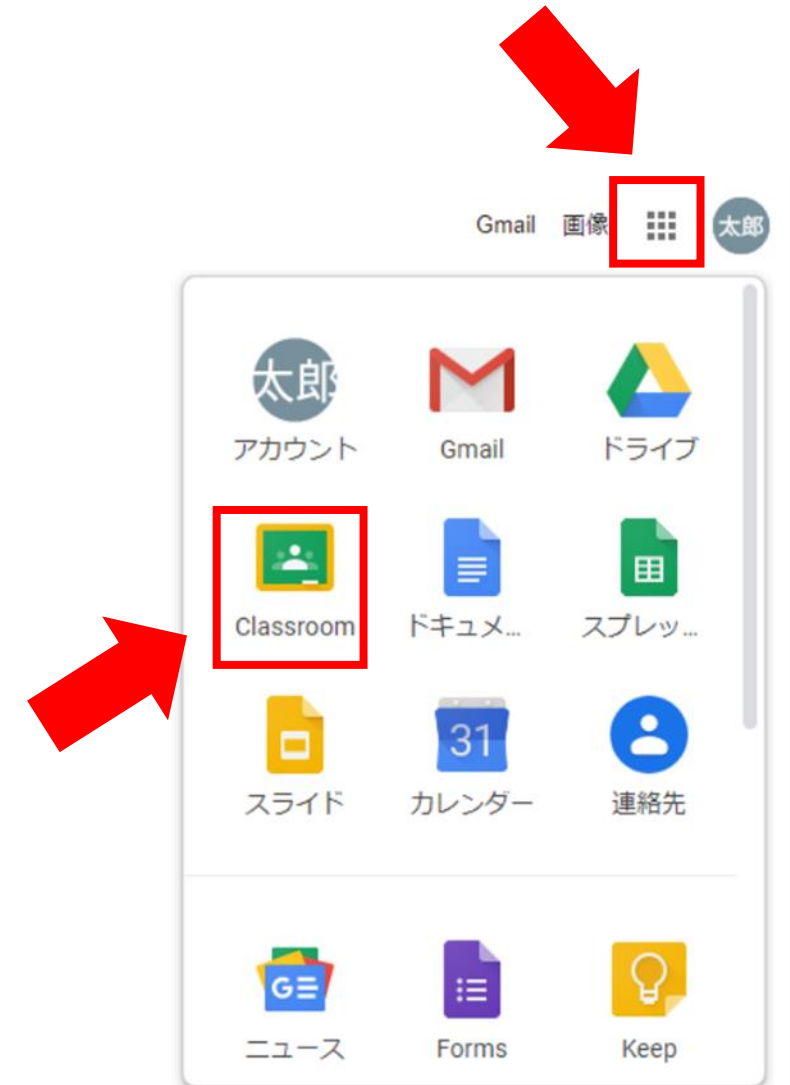 Gmail 画像 太郎
太郎
アカウント Gmail ドライブ
Classroom ドキュメ... スプレッ...
31
スライド カレンダー 連絡先
G
ニュース Forms Keep